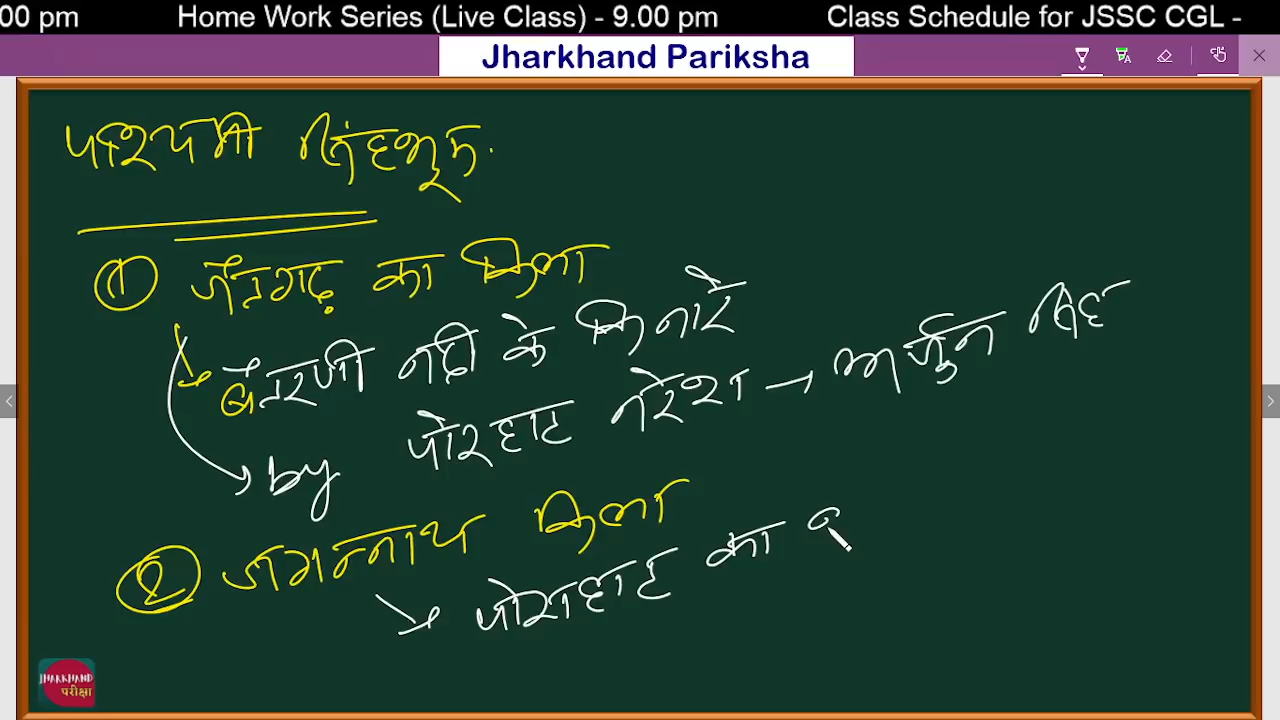 00 pm Home Work Series (Live Class) - 9.00 pm Class Schedule for JSSC CGL -
Jharkhand Pariksha
पश्चिमी सिंहभूम
① जैंतगढ़ का किला
बैतरणी नदी के किनारे
by पोरहाट नरेश → अर्जुन सिंह
② जगन्नाथ किला
→ पोराहाट का
JHARKHAND
परीक्षा